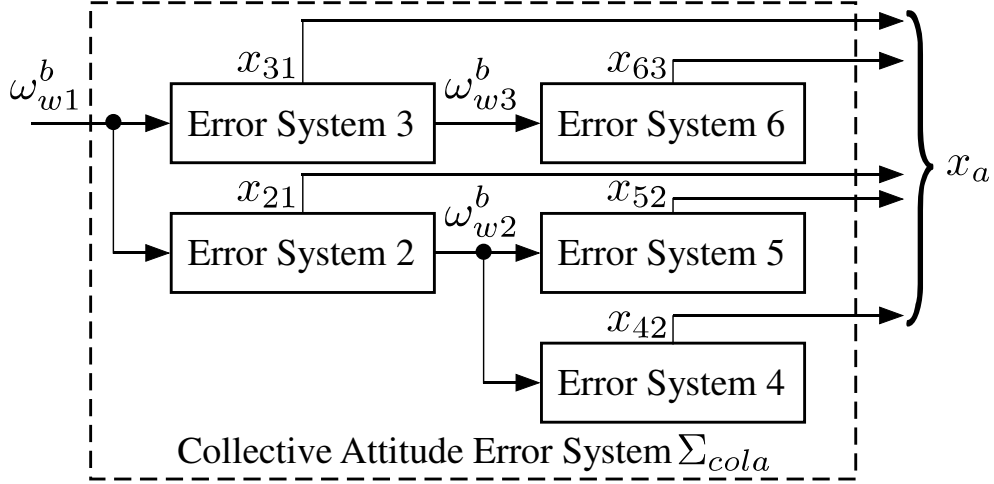 x_{31}
x_{63}
ω^b_{w1}
ω^b_{w3}
Error System 3
Error System 6
x_a
x_{21}
x_{52}
ω^b_{w2}
Error System 2
Error System 5
x_{42}
Error System 4
Collective Attitude Error System Σ_{cola}